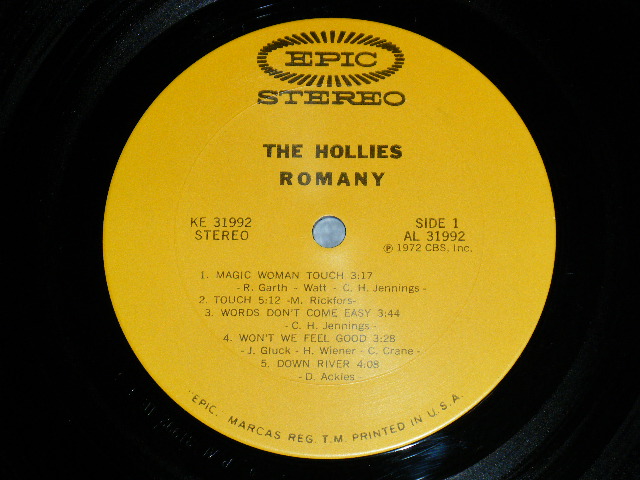 EPIC
STEREO
THE HOLLIES
ROMANY
KE 31992
STEREO
SIDE 1
AL 31992
℗ 1972 CBS, Inc.
1. MAGIC WOMAN TOUCH 3:17
- R. Garth - Watt - C. H. Jennings -
2. TOUCH 5:12 -M. Rickfors-
3. WORDS DON'T COME EASY 3:44
- C. H. Jennings -
4. WON'T WE FEEL GOOD 3:28
- J. Gluck - H. Wiener - C. Crane -
5. DOWN RIVER 4:08
- D. Ackles -
"EPIC," MARCAS REG. T.M. PRINTED IN U.S.A.